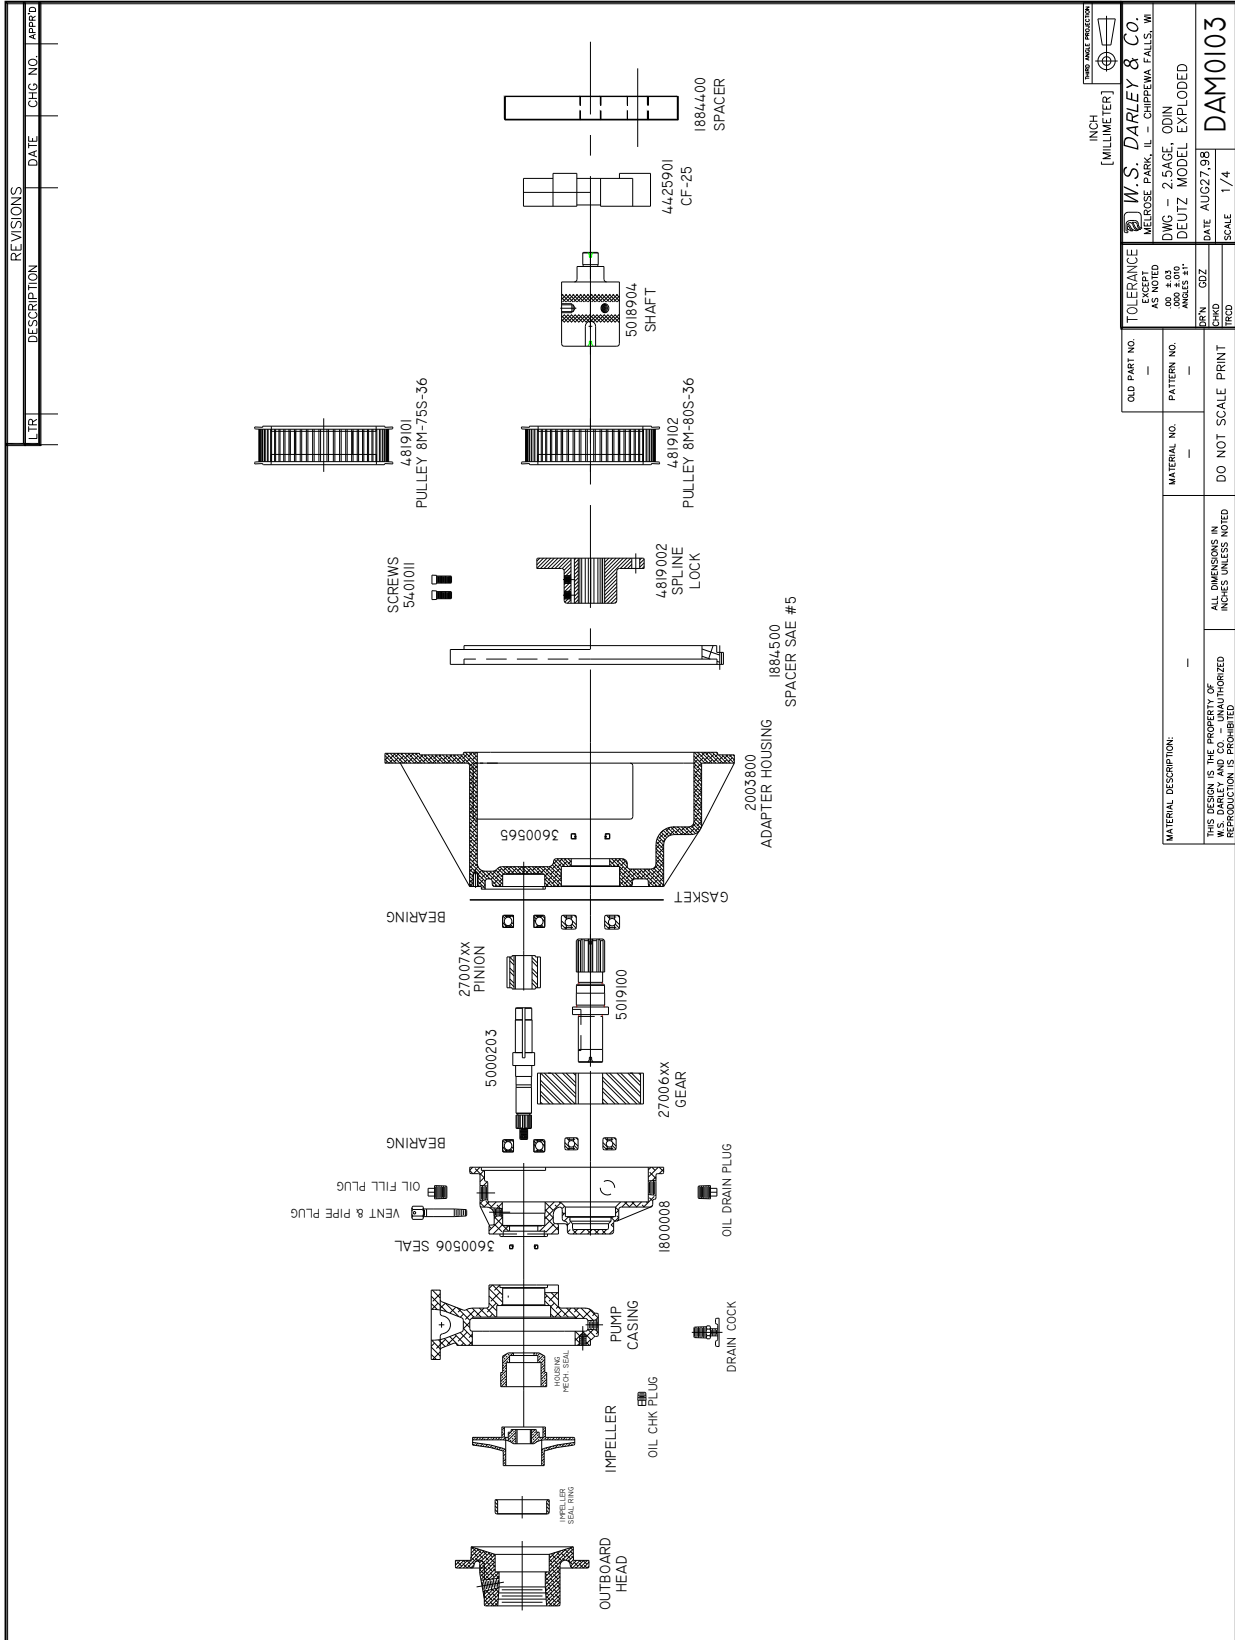 REVISIONS
LTR
DESCRIPTION
DATE
CHG NO.
APPR'D
1884400
SPACER
4425901
CF-25
5018904
SHAFT
4819101
PULLEY 8M-75S-36
4819102
PULLEY 8M-80S-36
SCREWS
5401011
4819002
SPLINE
LOCK
1884500
SPACER SAE #5
2003800
ADAPTER HOUSING
3600565
GASKET
BEARING
27007XX
PINION
5019100
5000203
27006XX
GEAR
BEARING
OIL FILL PLUG
VENT & PIPE PLUG
3600506 SEAL
1800008
OIL DRAIN PLUG
PUMP
CASING
DRAIN COCK
HOUSING
MECH. SEAL
OIL CHK PLUG
IMPELLER
IMPELLER
SEAL RING
OUTBOARD
HEAD
THIRD ANGLE PROJECTION
INCH
[MILLIMETER]
W.S. DARLEY & CO.
MELROSE PARK, IL - CHIPPEWA FALLS, WI
DWG - 2.5AGE, ODIN
DEUTZ MODEL EXPLODED
DATE AUG27,98
SCALE 1/4
DAM0103
TOLERANCE
EXCEPT
AS NOTED
.00 ±.03
.000 ±.010
ANGLES ±1°
DR'N GDZ
CHKD
TRCD
OLD PART NO.
-
PATTERN NO.
-
MATERIAL NO.
-
DO NOT SCALE PRINT
MATERIAL DESCRIPTION:
-
ALL DIMENSIONS IN
INCHES UNLESS NOTED
THIS DESIGN IS THE PROPERTY OF
W.S. DARLEY AND CO. - UNAUTHORIZED
REPRODUCTION IS PROHIBITED